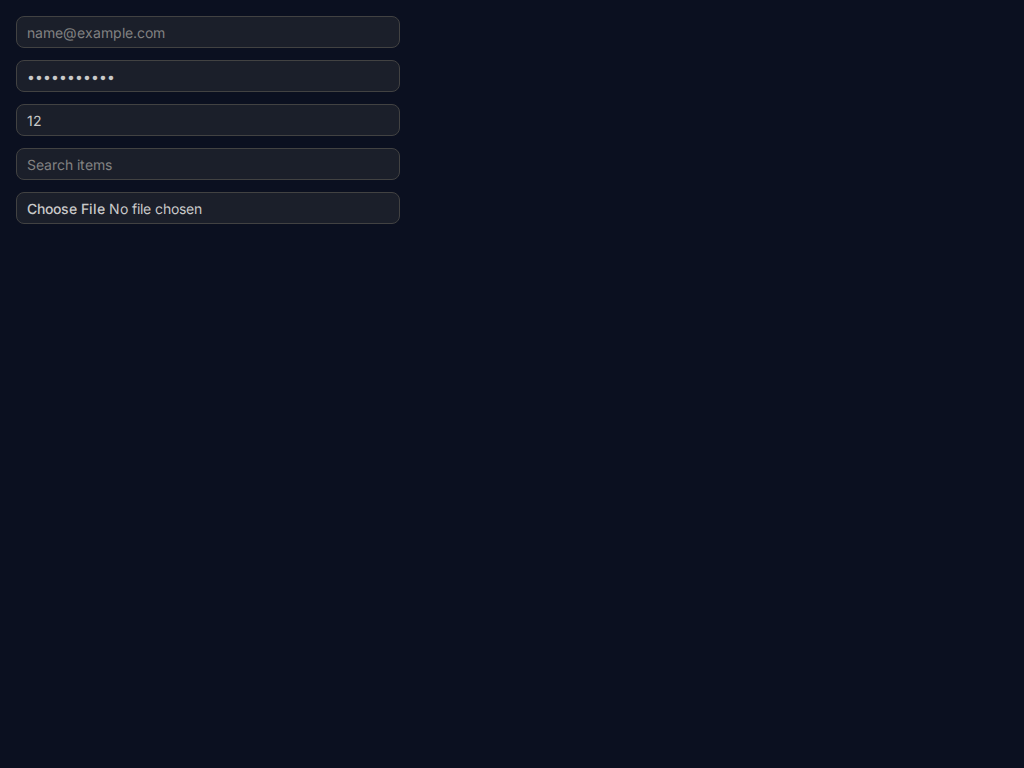 name@example.com
•••••••••••
12
Search items
Choose File No file chosen